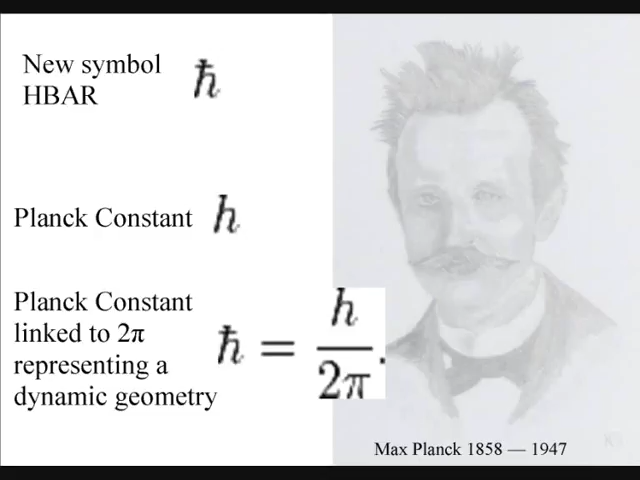 New symbol
HBAR ħ
Planck Constant h
Planck Constant
linked to 2π
representing a
dynamic geometry
ħ = h / 2π.
Max Planck 1858 — 1947